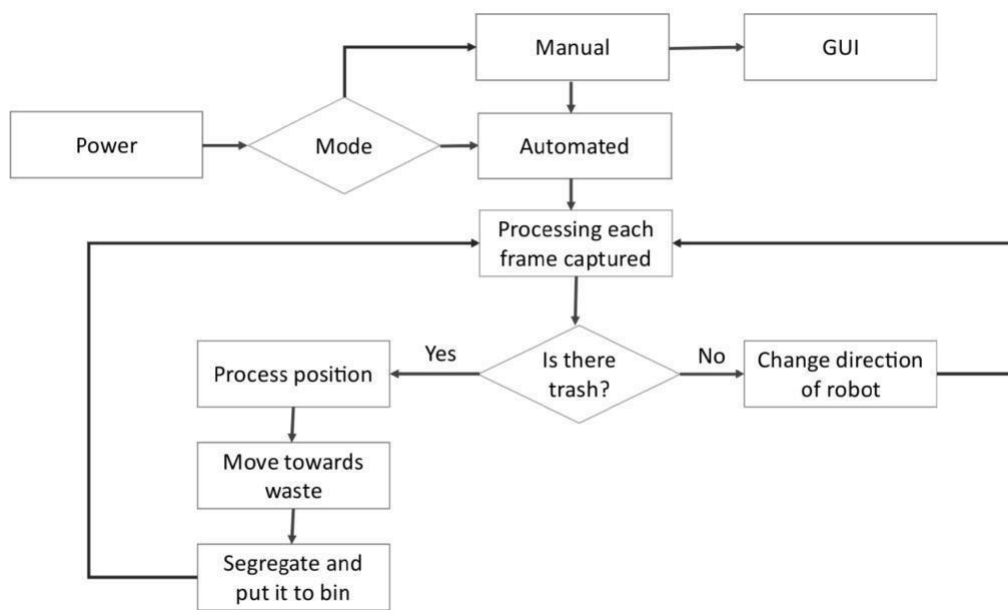 Manual
GUI
Power
Mode
Automated
Processing each
frame captured
Yes
Is there
trash?
No
Change direction
of robot
Process position
Move towards
waste
Segregate and
put it to bin